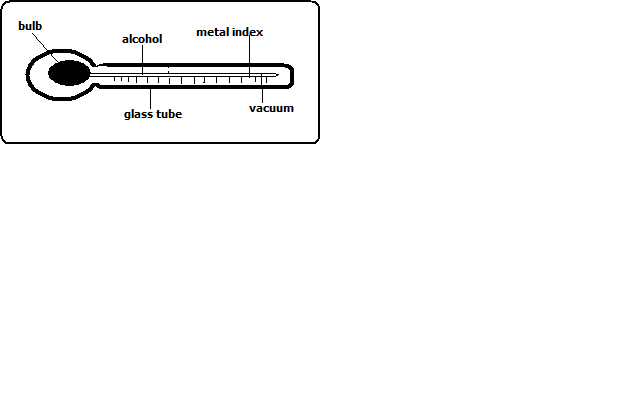 bulb
alcohol
metal index
glass tube
vacuum